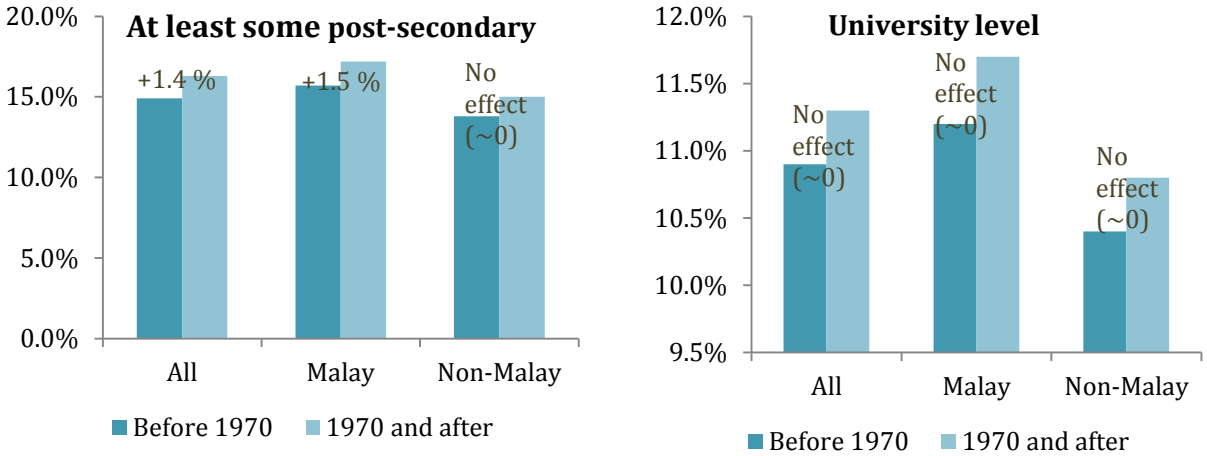 At least some post-secondary
20.0%
15.0%
10.0%
5.0%
0.0%
+1.4 %
+1.5 %
No
effect
(~0)
All
Malay
Non-Malay
Before 1970
1970 and after
University level
12.0%
11.5%
11.0%
10.5%
10.0%
9.5%
No
effect
(~0)
No
effect
(~0)
No
effect
(~0)
All
Malay
Non-Malay
Before 1970
1970 and after